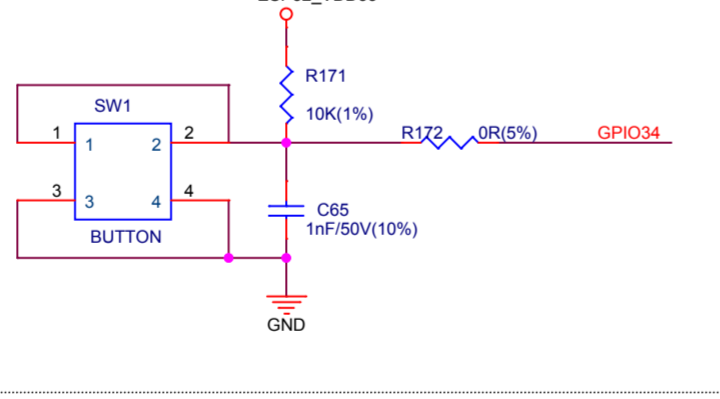 R171
10K(1%)
SW1
1 1 2 2
R172 0R(5%) GPIO34
3 3 4 4
C65
1nF/50V(10%)
BUTTON
GND